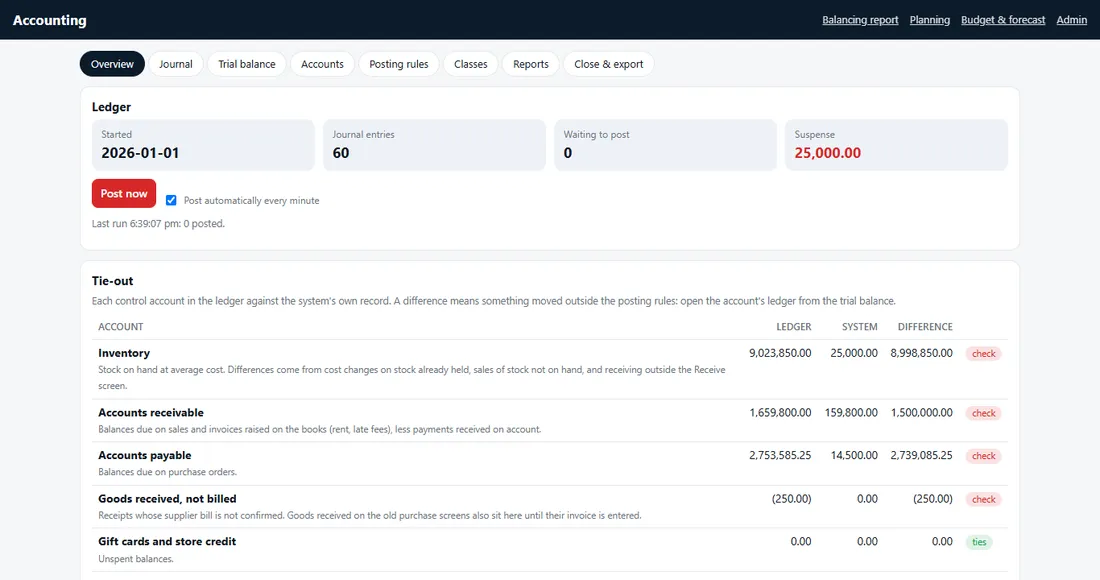 Accounting
Balancing report Planning Budget & forecast Admin
Overview Journal Trial balance Accounts Posting rules Classes Reports Close & export
Ledger
Started Journal entries Waiting to post Suspense
2026-01-01 60 0 25,000.00
Post now Post automatically every minute
Last run 6:39:07 pm: 0 posted.
Tie-out
Each control account in the ledger against the system's own record. A difference means something moved outside the posting rules: open the account's ledger from the trial balance.
ACCOUNT LEDGER SYSTEM DIFFERENCE
Inventory 9,023,850.00 25,000.00 8,998,850.00 check
Stock on hand at average cost. Differences come from cost changes on stock already held, sales of stock not on hand, and receiving outside the Receive
screen.
Accounts receivable 1,659,800.00 159,800.00 1,500,000.00 check
Balances due on sales and invoices raised on the books (rent, late fees), less payments received on account.
Accounts payable 2,753,585.25 14,500.00 2,739,085.25 check
Balances due on purchase orders.
Goods received, not billed (250.00) 0.00 (250.00) check
Receipts whose supplier bill is not confirmed. Goods received on the old purchase screens also sit here until their invoice is entered.
Gift cards and store credit 0.00 0.00 0.00 ties
Unspent balances.